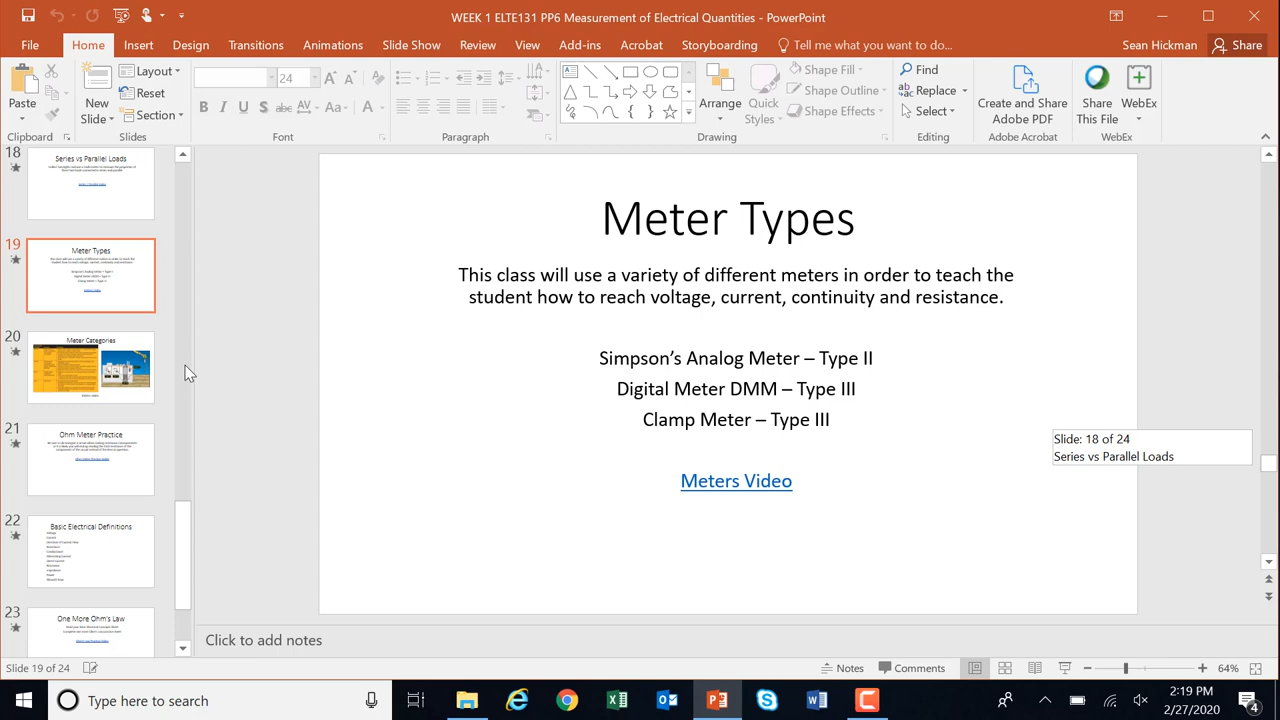 WEEK 1 ELTE131 PP6 Measurement of Electrical Quantities - PowerPoint
File
Home
Insert
Design
Transitions
Animations
Slide Show
Review
View
Add-ins
Acrobat
Storyboarding
Tell me what you want to do...
Sean Hickman
Share
Paste
New
Slide
Layout
Reset
Section
24
Shape Fill
Shape Outline
Shape Effects
Arrange
Quick
Styles
Find
Replace
Select
Create and Share
Adobe PDF
Share
This File
WebEx
Clipboard
Slides
Font
Paragraph
Drawing
Editing
Adobe Acrobat
WebEx
18
Series vs Parallel Loads
19
Meter Types
20
Meter Categories
21
Ohm Meter Practice
22
Basic Electrical Definitions
23
One More Ohm's Law
Meter Types
This class will use a variety of different meters in order to teach the
student how to reach voltage, current, continuity and resistance.
Simpson's Analog Meter – Type II
Digital Meter DMM – Type III
Clamp Meter – Type III
Meters Video
Slide: 18 of 24
Series vs Parallel Loads
Click to add notes
Slide 19 of 24
Notes
Comments
64%
Type here to search
2:19 PM
2/27/2020
4